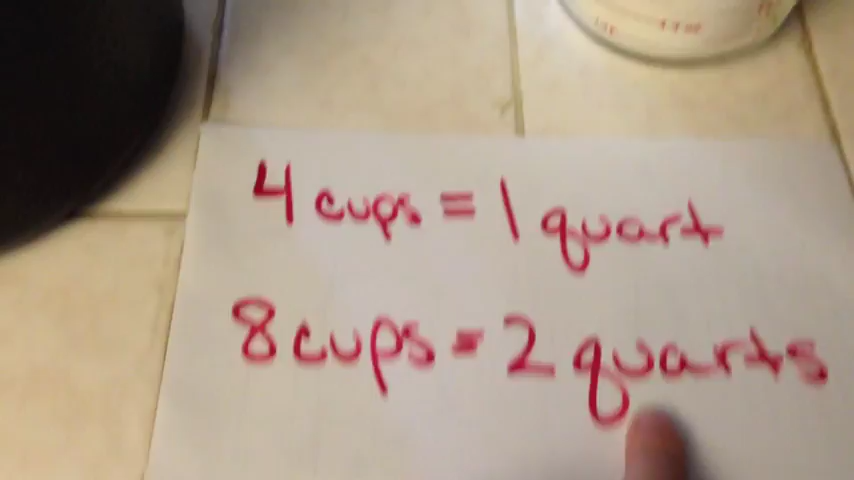 4 cups = 1 quart
8 cups = 2 quarts